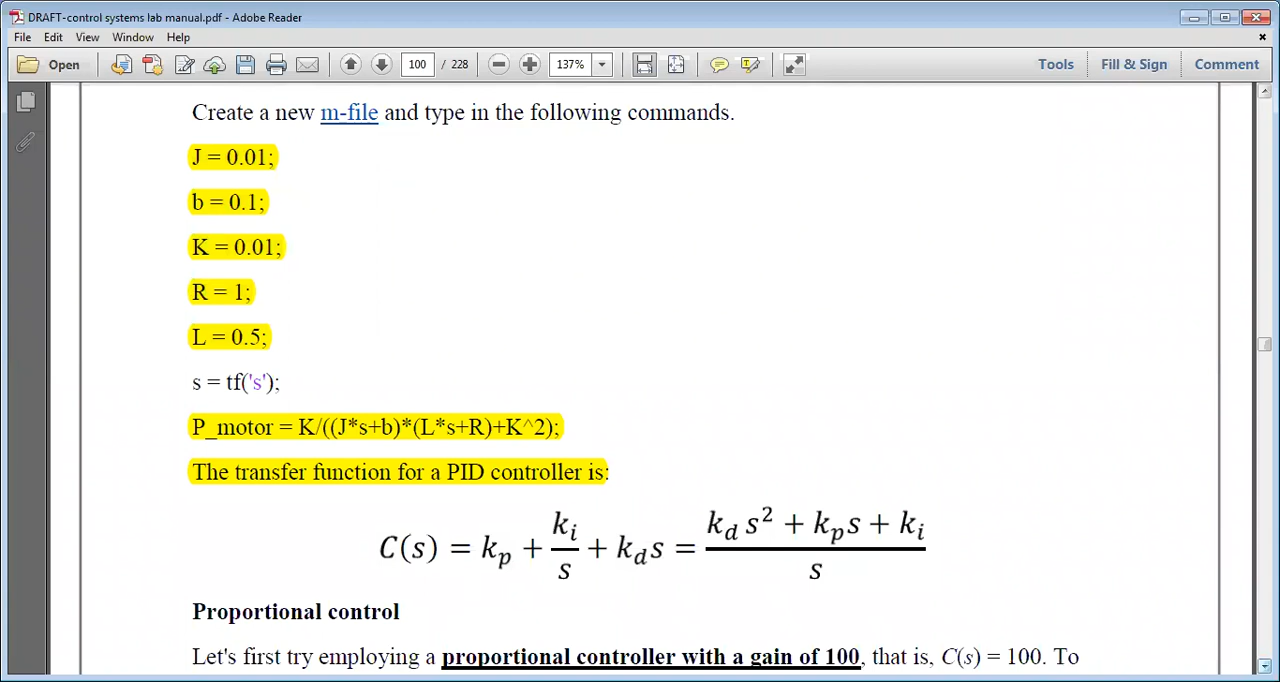 DRAFT-control systems lab manual.pdf - Adobe Reader
File Edit View Window Help
Open 100 / 228 137% Tools Fill & Sign Comment
Create a new m-file and type in the following commands.
J = 0.01;
b = 0.1;
K = 0.01;
R = 1;
L = 0.5;
s = tf('s');
P_motor = K/((J*s+b)*(L*s+R)+K^2);
The transfer function for a PID controller is:
C(s) = k_p + k_i/s + k_d s = (k_d s² + k_p s + k_i)/s
Proportional control
Let's first try employing a proportional controller with a gain of 100, that is, C(s) = 100. To